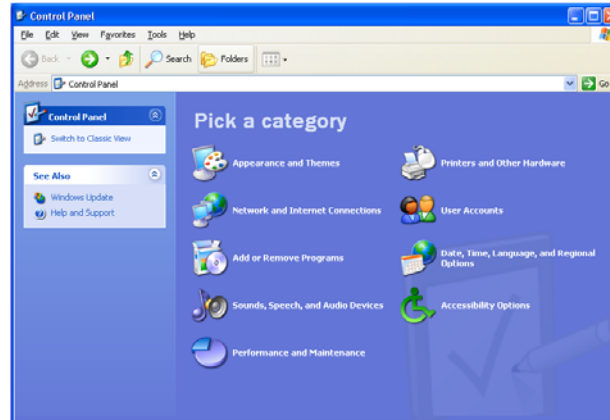 Control Panel
File Edit View Favorites Tools Help
Back Search Folders
Address Control Panel Go
Control Panel
Switch to Classic View
See Also
Windows Update
Help and Support
Pick a category
Appearance and Themes
Printers and Other Hardware
Network and Internet Connections
User Accounts
Add or Remove Programs
Date, Time, Language, and Regional
Options
Sounds, Speech, and Audio Devices
Accessibility Options
Performance and Maintenance